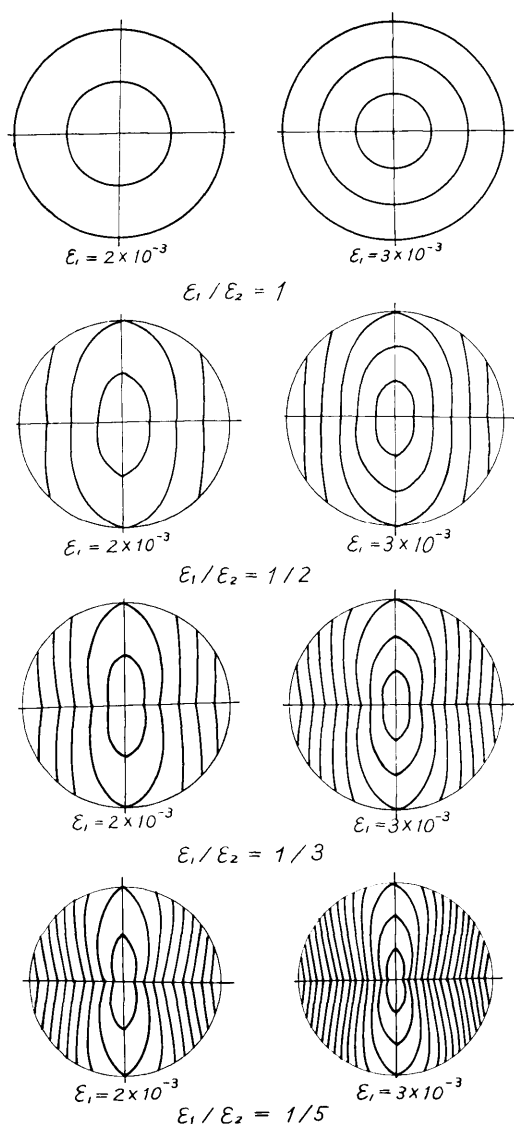 ε₁ = 2×10⁻³ ε₁ = 3×10⁻³
ε₁ / ε₂ = 1
ε₁ = 2×10⁻³ ε₁ = 3×10⁻³
ε₁ / ε₂ = 1/2
ε₁ = 2×10⁻³ ε₁ = 3×10⁻³
ε₁ / ε₂ = 1/3
ε₁ = 2×10⁻³ ε₁ = 3×10⁻³
ε₁ / ε₂ = 1/5